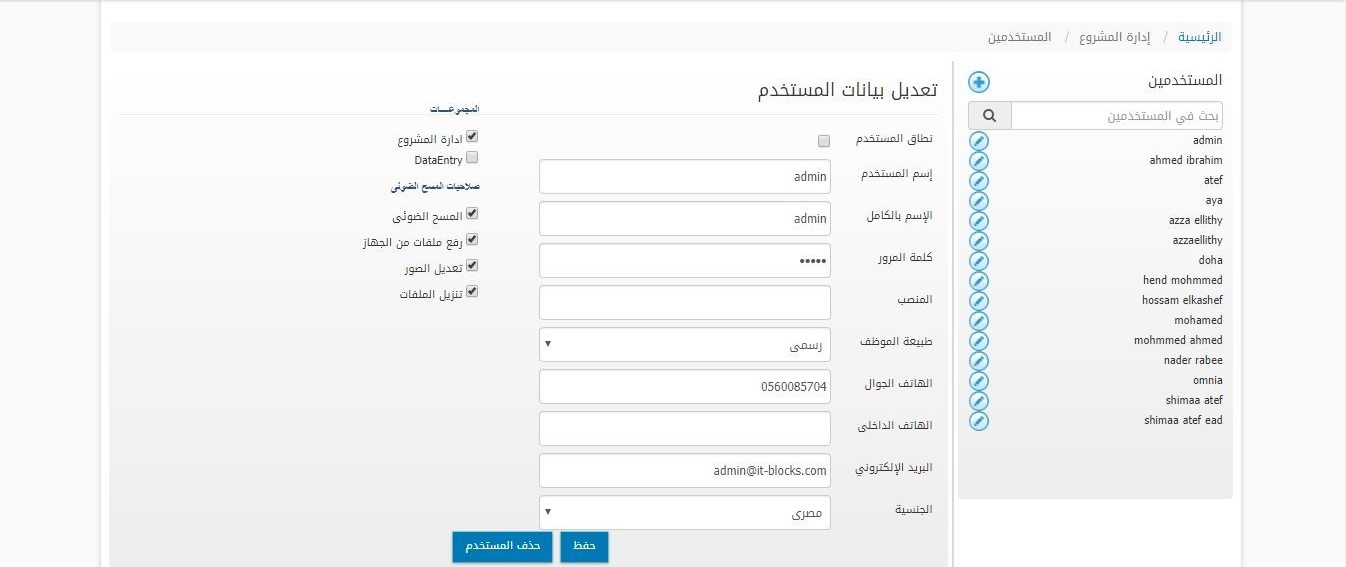 الرئيسية / إدارة المشروع / المستخدمين
المستخدمين
بحث في المستخدمين
admin
ahmed ibrahim
atef
aya
azza ellithy
azzaellithy
doha
hend mohmmed
hossam elkashef
mohamed
mohmmed ahmed
nader rabee
omnia
shimaa atef
shimaa atef ead
تعديل بيانات المستخدم
نطاق المستخدم
إسم المستخدم admin
الإسم بالكامل admin
كلمة المرور •••••
المنصب
طبيعة الموظف رسمى
الهاتف الجوال 0560085704
الهاتف الداخلى
البريد الإلكتروني admin@it-blocks.com
الجنسية مصرى
حفظ
حذف المستخدم
المجموعات
ادارة المشروع
DataEntry
صلاحيات المسح الضوئى
المسح الضوئى
رفع ملفات من الجهاز
تعديل الصور
تنزيل الملفات